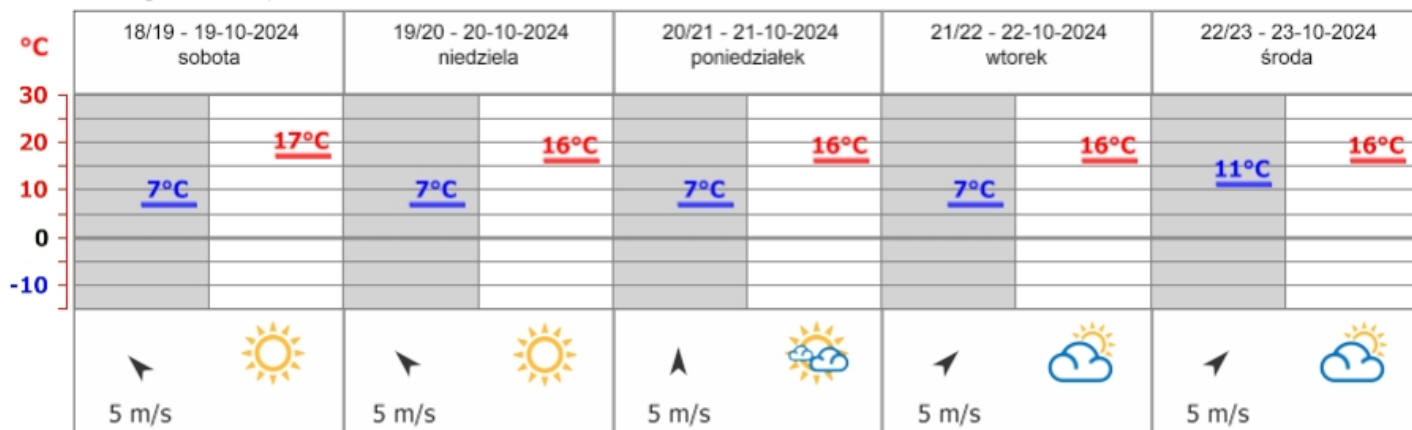 18/19 - 19-10-2024
sobota
19/20 - 20-10-2024
niedziela
20/21 - 21-10-2024
poniedziałek
21/22 - 22-10-2024
wtorek
22/23 - 23-10-2024
środa
°C
30
20
10
0
-10
7°C
17°C
7°C
16°C
7°C
16°C
7°C
16°C
11°C
16°C
5 m/s
5 m/s
5 m/s
5 m/s
5 m/s